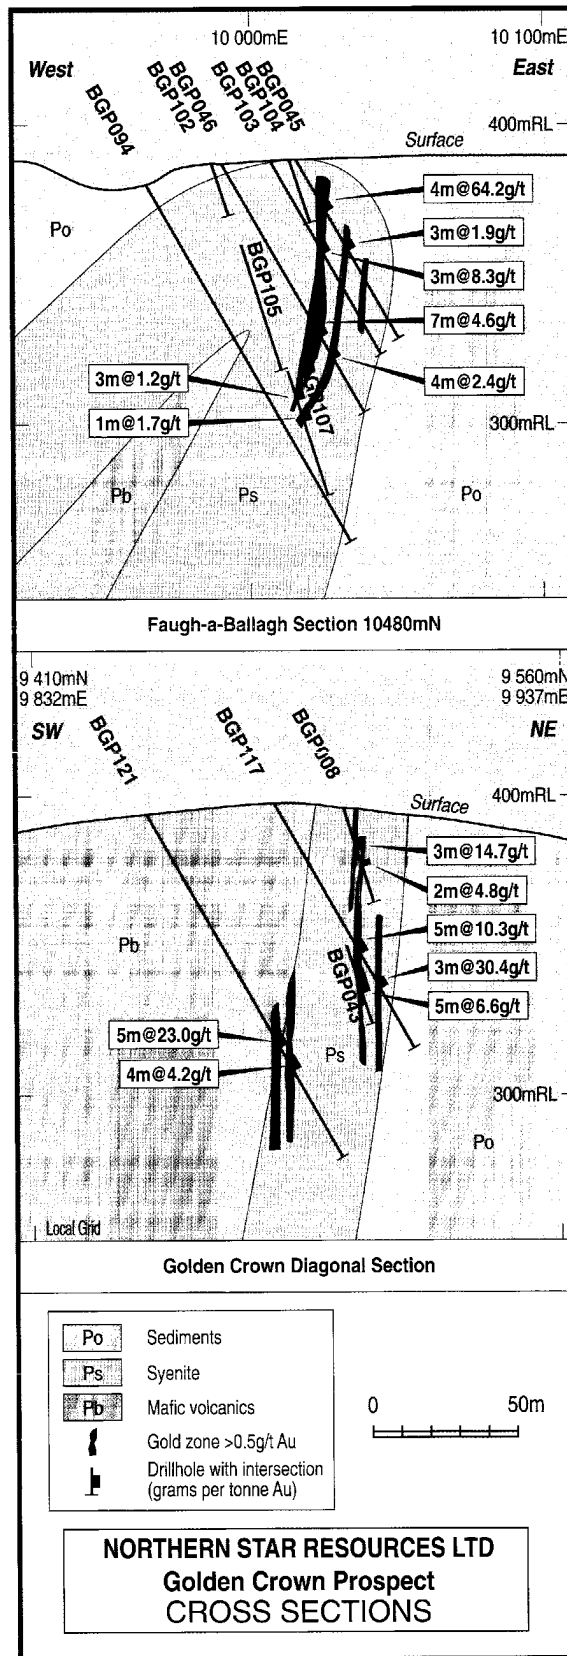 10 000mE
10 100mE
West
East
BGP094
BGP102
BGP046
BGP103
BGP104
BGP045
400mRL
Surface
4m@64.2g/t
Po
3m@1.9g/t
3m@8.3g/t
BGP105
7m@4.6g/t
3m@1.2g/t
4m@2.4g/t
1m@1.7g/t
GP107
300mRL
Pb
Ps
Po
Faugh-a-Ballagh Section 10480mN
9 410mN
9 832mE
9 560mN
9 937mE
SW
NE
BGP121
BGP117
BGP008
Surface
400mRL
3m@14.7g/t
2m@4.8g/t
5m@10.3g/t
Pb
BGP043
3m@30.4g/t
5m@6.6g/t
5m@23.0g/t
Ps
4m@4.2g/t
300mRL
Po
Local Grid
Golden Crown Diagonal Section
Po Sediments
Ps Syenite
Pb Mafic volcanics
Gold zone >0.5g/t Au
Drillhole with intersection
(grams per tonne Au)
0 50m
NORTHERN STAR RESOURCES LTD
Golden Crown Prospect
CROSS SECTIONS